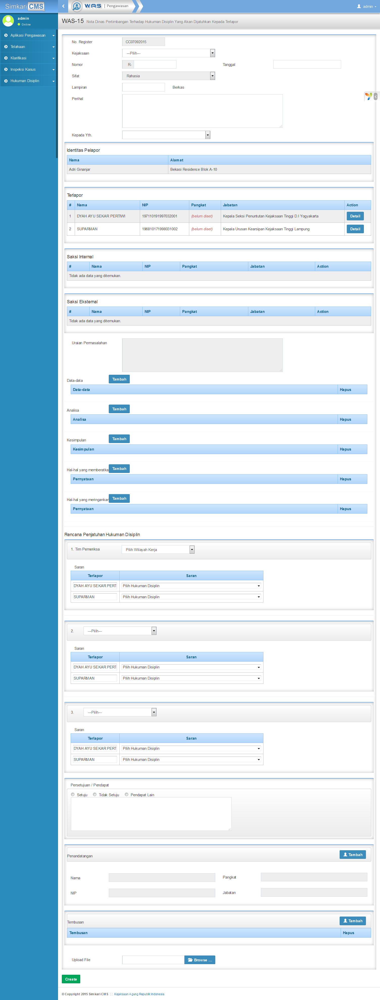 Simkari CMS
WAS | Pengawasan
admin
admin
Online
Aplikasi Pengawasan
Telahaan
Klarifikasi
Inspeksi Kasus
Hukuman Disiplin
WAS-15 Nota Dinas Pertimbangan Terhadap Hukuman Disiplin Yang Akan Dijatuhkan Kepada Terlapor
No. Register CC07092015
Kejaksaan ---Pilih---
Nomor R- Tanggal
Sifat Rahasia
Lampiran Berkas
Perihal
Kepada Yth.
Identitas Pelapor
Nama Alamat
Adri Ginanjar Bekasi Residence Blok A-10
Terlapor
# Nama NIP Pangkat Jabatan Action
1 DYAH AYU SEKAR PERTIWI 197110191997032001 (belum diset) Kepala Seksi Penuntutan Kejaksaan Tinggi D.I Yogyakarta Detail
2 SUPARMAN 196810171998031002 (belum diset) Kepala Urusan Kearsipan Kejaksaan Tinggi Lampung Detail
Saksi Internal
# Nama NIP Pangkat Jabatan Action
Tidak ada data yang ditemukan.
Saksi Eksternal
# Nama NIP Pangkat Jabatan Action
Tidak ada data yang ditemukan.
Uraian Permasalahan
Data-data Tambah
Data-data Hapus
Analisa Tambah
Analisa Hapus
Kesimpulan Tambah
Kesimpulan Hapus
Hal-hal yang memberatka Tambah
Pernyataan Hapus
Hal-hal yang meringankan Tambah
Pernyataan Hapus
Rencana Penjatuhan Hukuman Disiplin
1. Tim Pemeriksa Pilih Wilayah Kerja
Saran
Terlapor Saran
DYAH AYU SEKAR PERT Pilih Hukuman Disiplin
SUPARMAN Pilih Hukuman Disiplin
2. ---Pilih---
Saran
Terlapor Saran
DYAH AYU SEKAR PERT Pilih Hukuman Disiplin
SUPARMAN Pilih Hukuman Disiplin
3. ---Pilih---
Saran
Terlapor Saran
DYAH AYU SEKAR PERT Pilih Hukuman Disiplin
SUPARMAN Pilih Hukuman Disiplin
Persetujuan / Pendapat
Setuju Tidak Setuju Pendapat Lain
Penandatangan Tambah
Nama Pangkat
NIP Jabatan
Tembusan Tambah
Tembusan Hapus
Upload File Browse ...
Create
© Copyright 2015 Simkari CMS :: Kejaksaan Agung Republik Indonesia